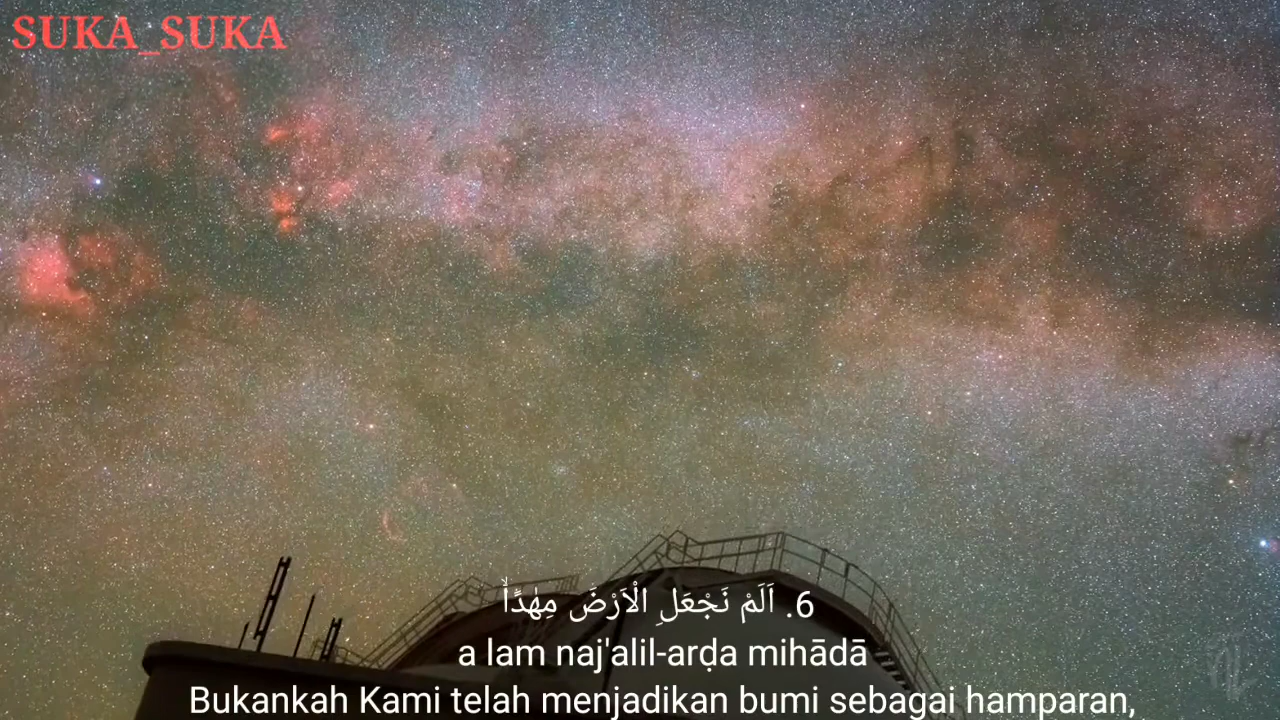 SUKA_SUKA
6. اَلَمْ نَجْعَلِ الْاَرْضَ مِهٰدًاۙ
a lam naj'alil-arḍa mihādā
Bukankah Kami telah menjadikan bumi sebagai hamparan,